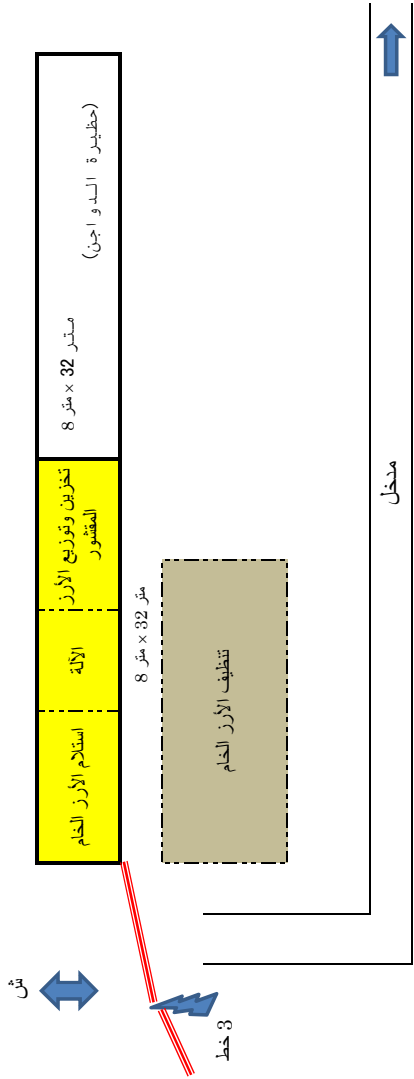 (حظيرة الدواجن)
8 متر × 32 متر
تخزين وتوزيع الأرز
المقشور
الآلة
استلام الأرز الخام
8 متر × 32 متر
تنظيف الأرز الخام
مدخل
ش
3 خط